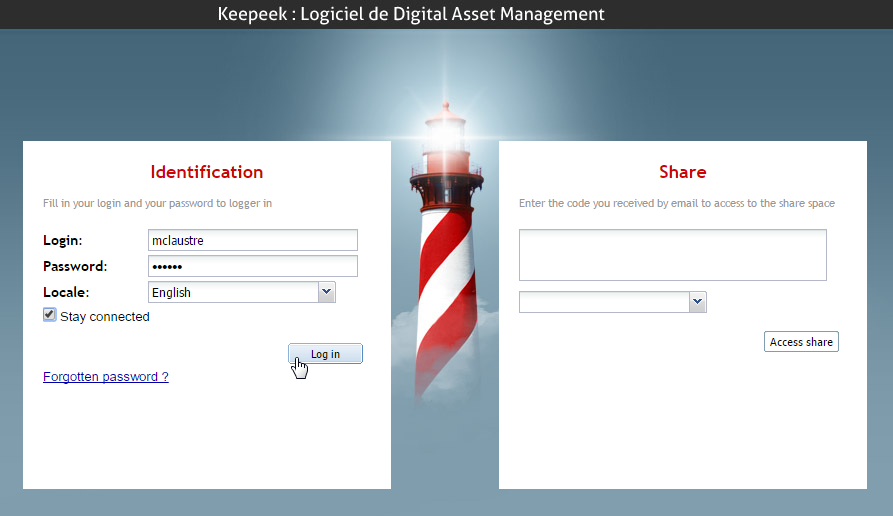 Keepeek : Logiciel de Digital Asset Management
Identification
Fill in your login and your password to logger in
Login: mclaustre
Password: ••••••
Locale: English
Stay connected
Log in
Forgotten password ?
Share
Enter the code you received by email to access to the share space
Access share